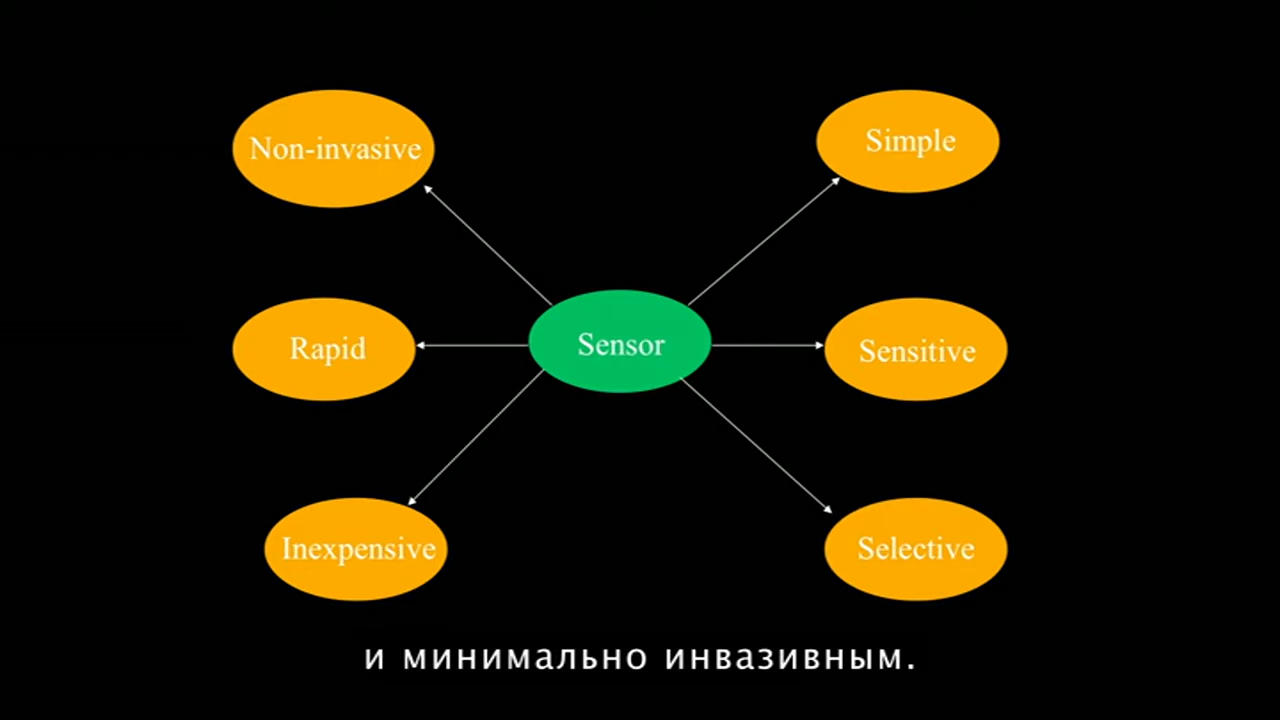 Non-invasive
Simple
Rapid
Sensor
Sensitive
Inexpensive
Selective
и минимально инвазивным.